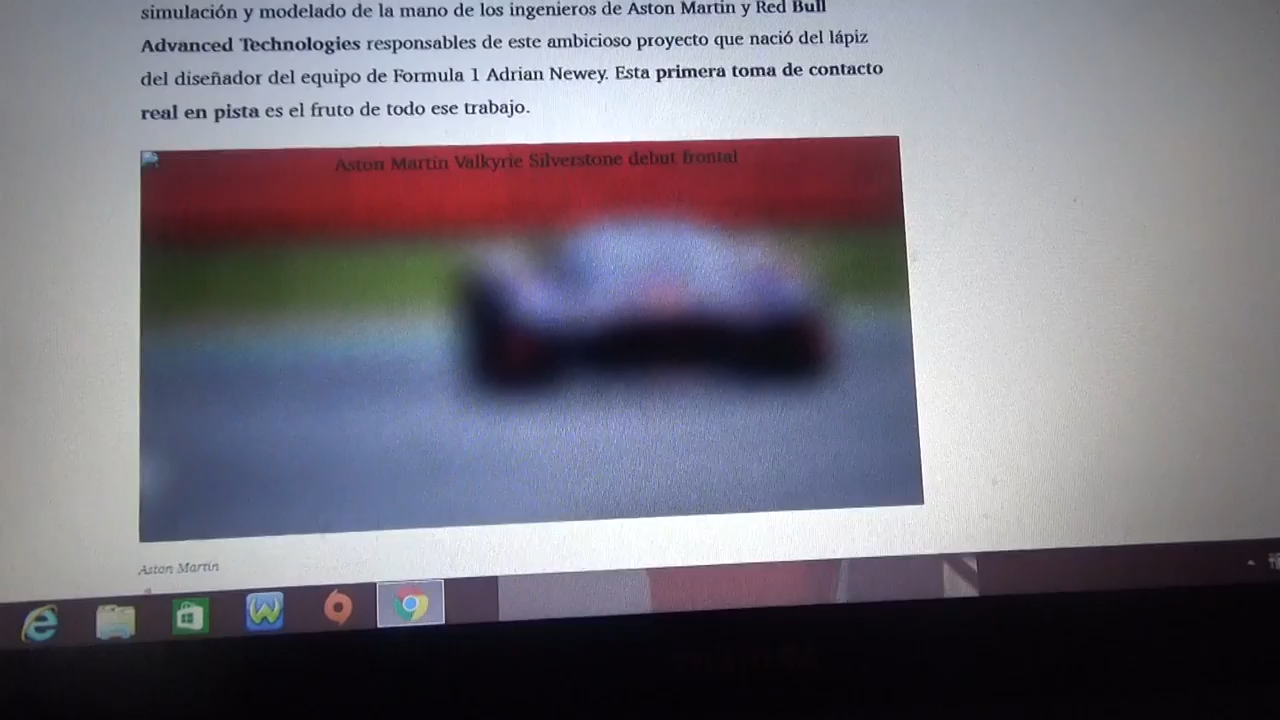 simulación y modelado de la mano de los ingenieros de Aston Martin y Red Bull
Advanced Technologies responsables de este ambicioso proyecto que nació del lápiz
del diseñador del equipo de Formula 1 Adrian Newey. Esta primera toma de contacto
real en pista es el fruto de todo ese trabajo.
Aston Martin Valkyrie Silverstone debut frontal
Aston Martin